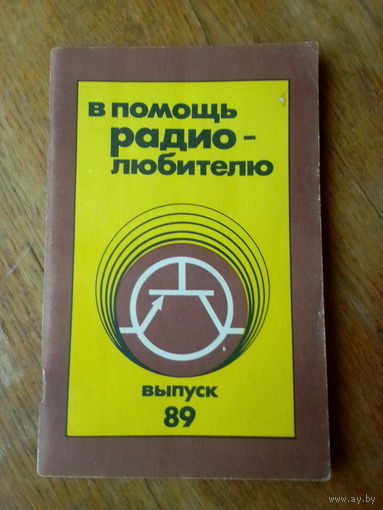 в помощь
радио-
любителю
выпуск
89
www.ay.by